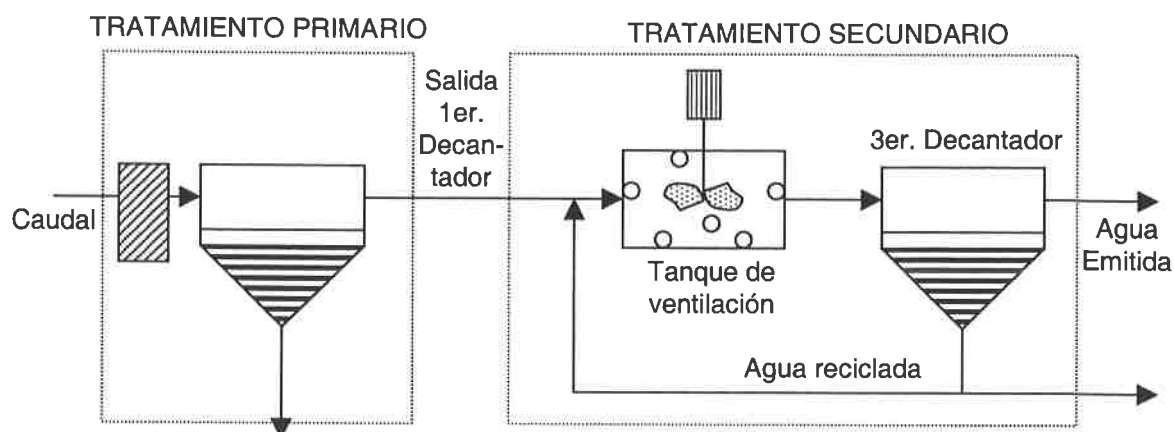 TRATAMIENTO PRIMARIO
TRATAMIENTO SECUNDARIO
Salida
1er.
Decan-
tador
Caudal
3er. Decantador
Tanque de
ventilación
Agua
Emitida
Agua reciclada